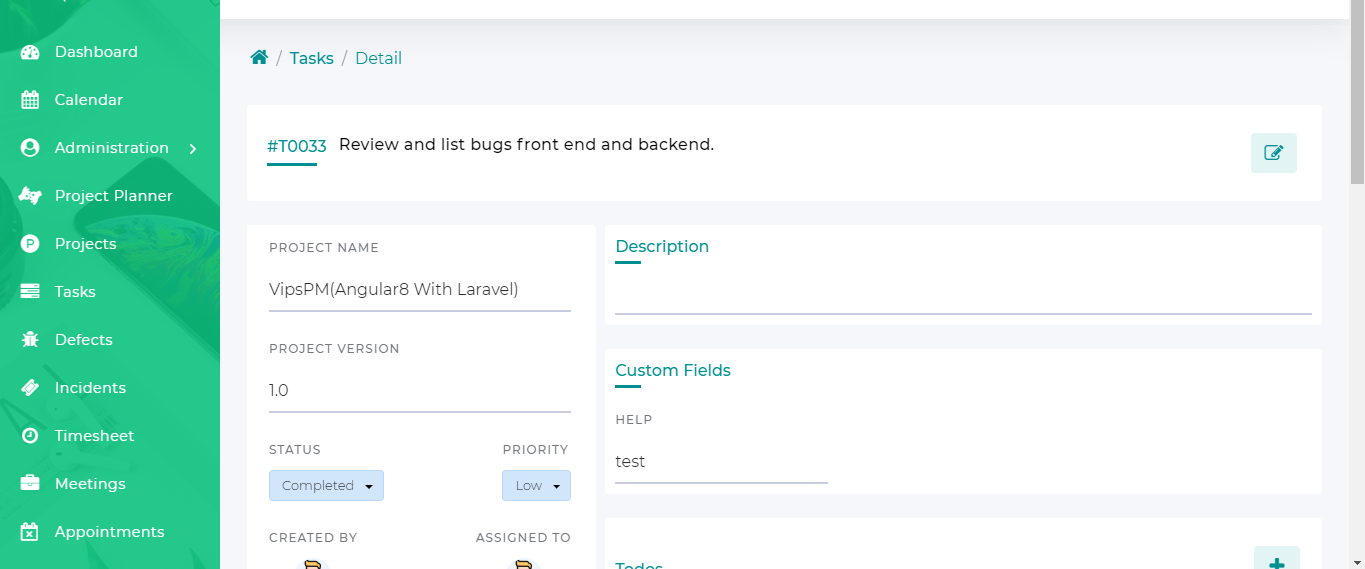 Dashboard
Calendar
Administration
Project Planner
Projects
Tasks
Defects
Incidents
Timesheet
Meetings
Appointments
/ Tasks / Detail
#T0033 Review and list bugs front end and backend.
PROJECT NAME
VipsPM(Angular8 With Laravel)
PROJECT VERSION
1.0
STATUS PRIORITY
Completed Low
CREATED BY ASSIGNED TO
Description
Custom Fields
HELP
test
Todos